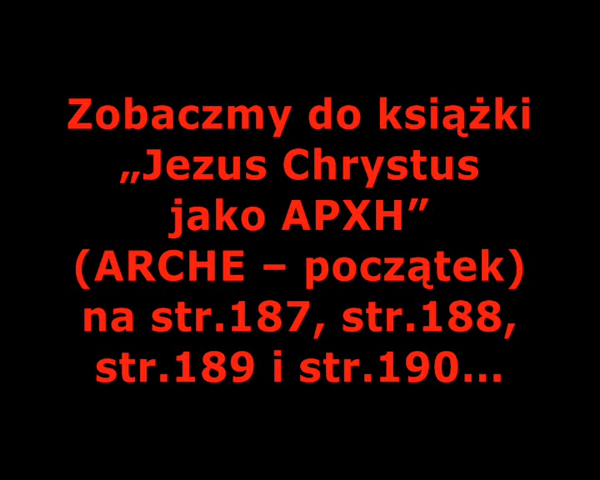 Zobaczmy do książki
„Jezus Chrystus
jako APXH”
(ARCHE – początek)
na str.187, str.188,
str.189 i str.190...